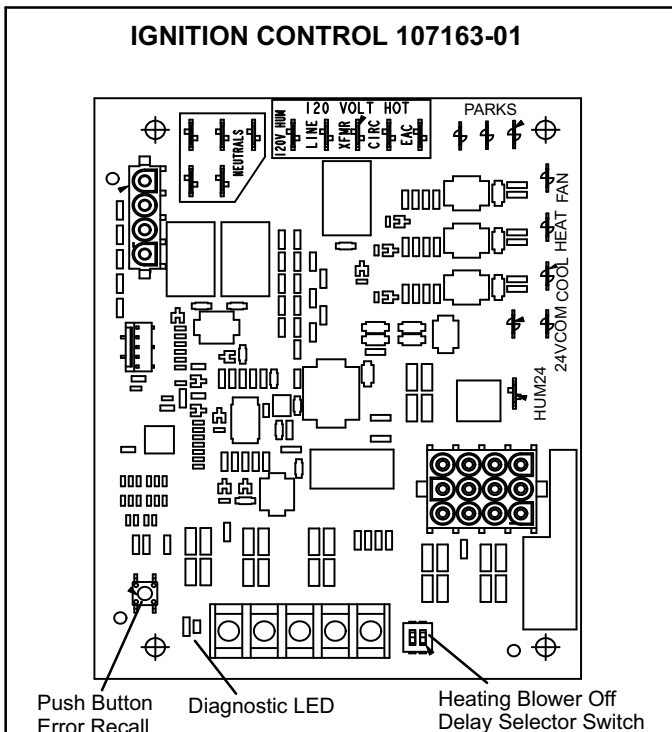 IGNITION CONTROL 107163-01
120 VOLT HOT
PARKS
NEUTRALS
120V HUM
LINE
XFMR
CIRC
EAC
FAN
HEAT
COOL
24VCOM
HUM24
Push Button
Error Recall
Diagnostic LED
Heating Blower Off
Delay Selector Switch